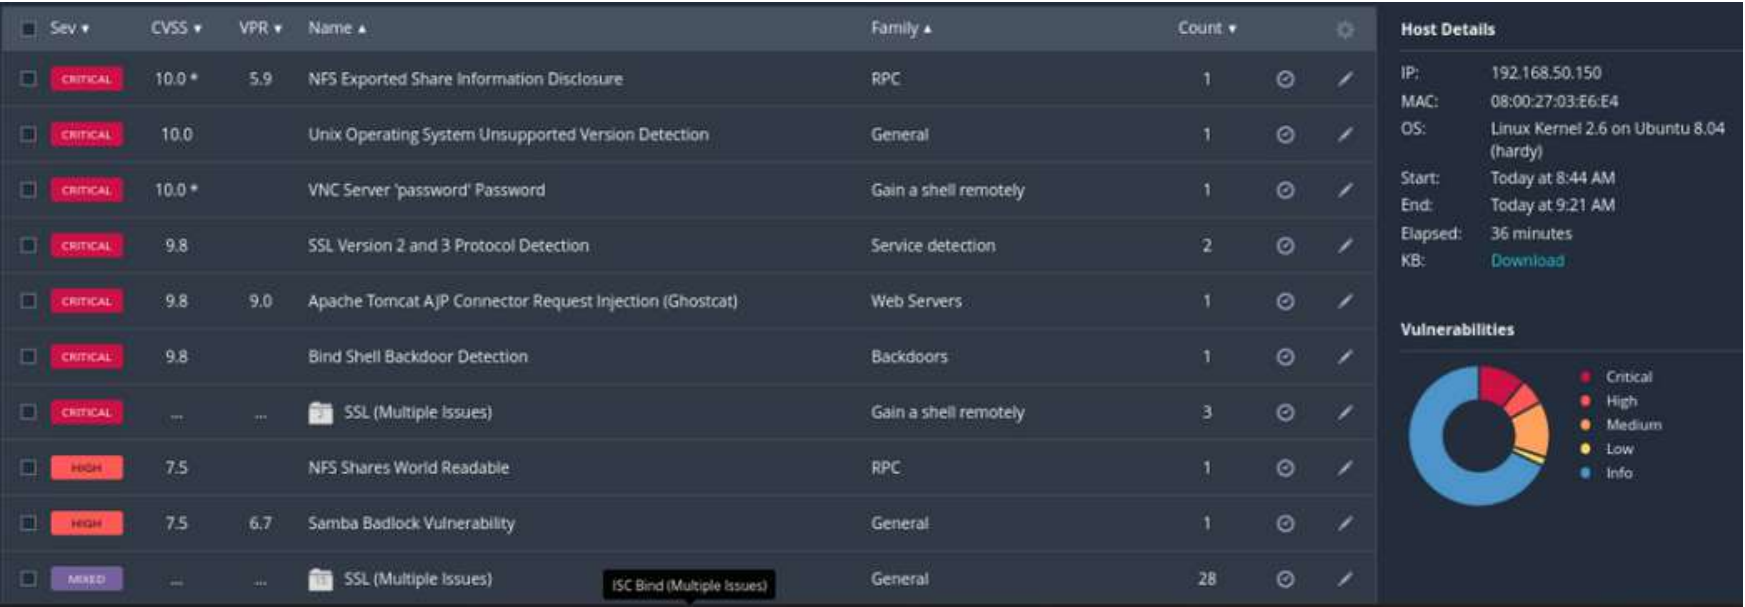 Sev ▾ CVSS ▾ VPR ▾ Name ▴ Family ▴ Count ▾
CRITICAL 10.0 * 5.9 NFS Exported Share Information Disclosure RPC 1
CRITICAL 10.0 Unix Operating System Unsupported Version Detection General 1
CRITICAL 10.0 * VNC Server 'password' Password Gain a shell remotely 1
CRITICAL 9.8 SSL Version 2 and 3 Protocol Detection Service detection 2
CRITICAL 9.8 9.0 Apache Tomcat AJP Connector Request Injection (Ghostcat) Web Servers 1
CRITICAL 9.8 Bind Shell Backdoor Detection Backdoors 1
CRITICAL ... ... SSL (Multiple Issues) Gain a shell remotely 3
HIGH 7.5 NFS Shares World Readable RPC 1
HIGH 7.5 6.7 Samba Badlock Vulnerability General 1
MIXED ... ... SSL (Multiple Issues) General 28
ISC Bind (Multiple Issues)
Host Details
IP: 192.168.50.150
MAC: 08:00:27:03:E6:E4
OS: Linux Kernel 2.6 on Ubuntu 8.04
(hardy)
Start: Today at 8:44 AM
End: Today at 9:21 AM
Elapsed: 36 minutes
KB: Download
Vulnerabilities
Critical
High
Medium
Low
Info